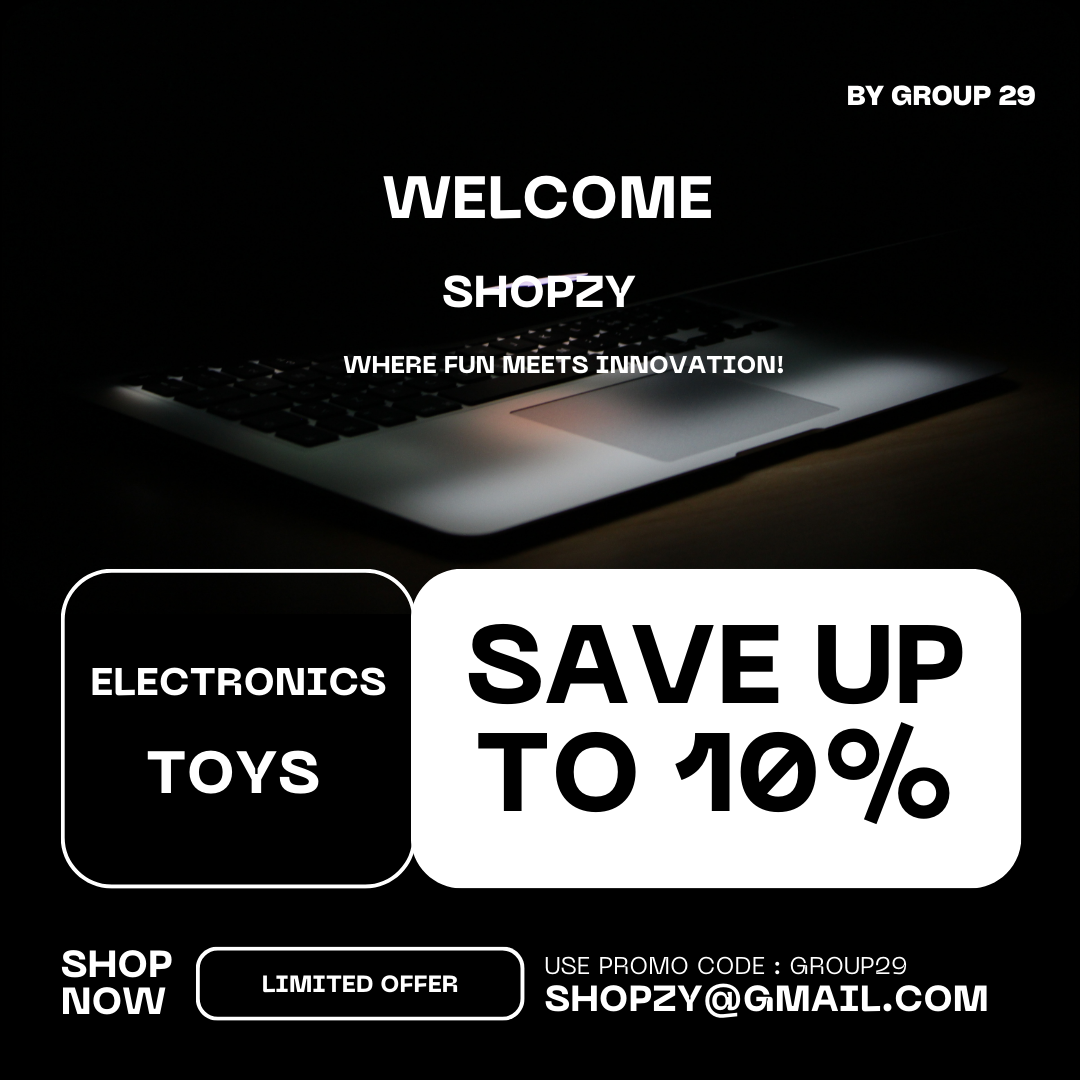 BY GROUP 29
WELCOME
SHOPZY
WHERE FUN MEETS INNOVATION!
ELECTRONICS
TOYS
SAVE UP
TO 10%
SHOP
NOW
LIMITED OFFER
USE PROMO CODE : GROUP29
SHOPZY@GMAIL.COM